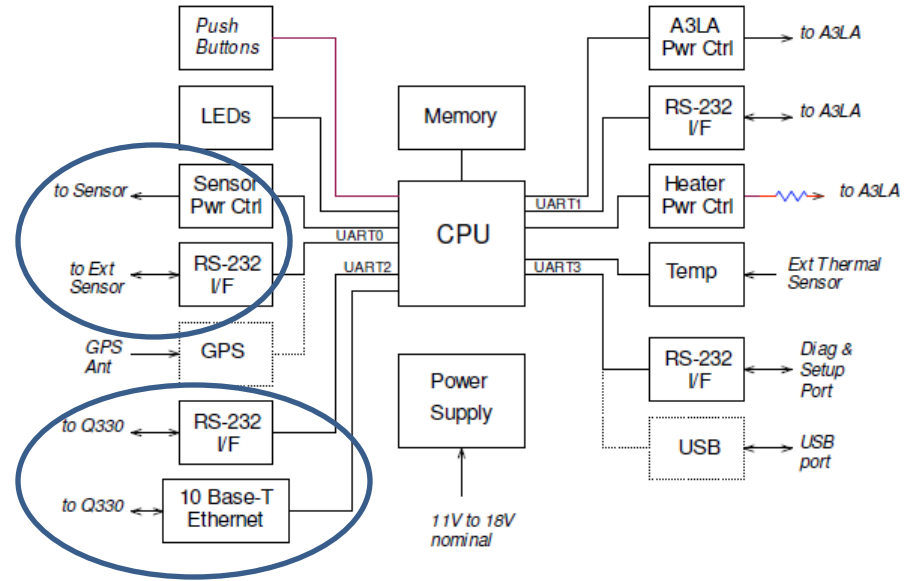 Push
Buttons
LEDs
to Sensor
Sensor
Pwr Ctrl
to Ext
Sensor
RS-232
I/F
GPS
Ant
GPS
to Q330
RS-232
I/F
to Q330
10 Base-T
Ethernet
Memory
CPU
UART0
UART2
UART1
UART3
Power
Supply
11V to 18V
nominal
A3LA
Pwr Ctrl
to A3LA
RS-232
I/F
to A3LA
Heater
Pwr Ctrl
to A3LA
Temp
Ext Thermal
Sensor
RS-232
I/F
Diag &
Setup
Port
USB
USB
port